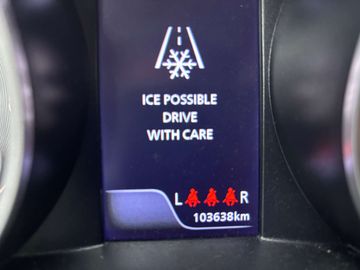 ICE POSSIBLE
DRIVE
WITH CARE
L R
103638km